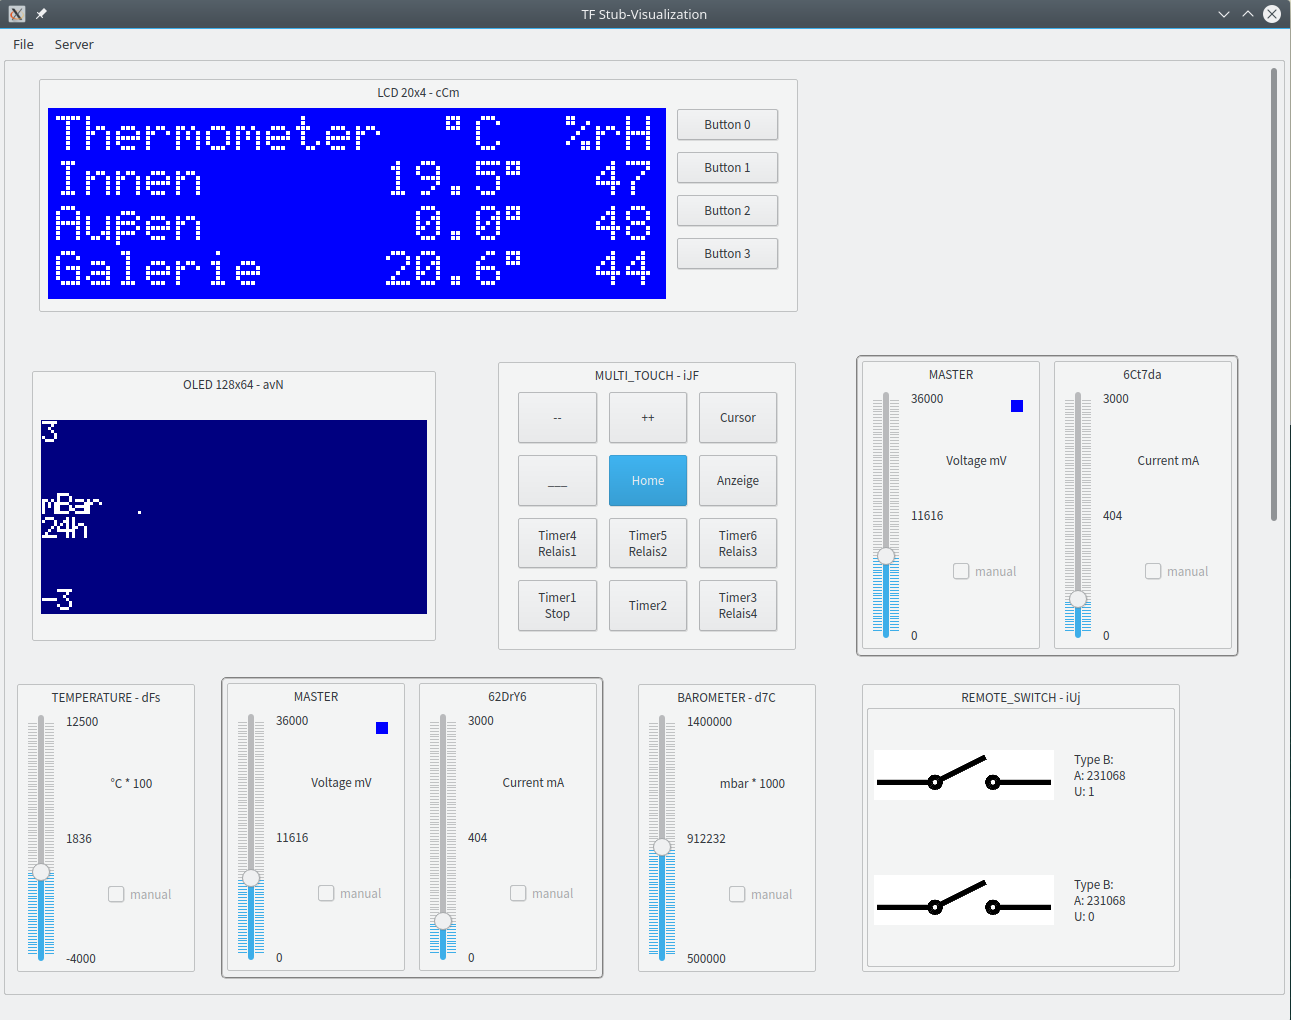 TF Stub-Visualization
File Server
LCD 20x4 - cCm
Thermometer °C %rH
Innen 19.5° 47
Außen 0.0° 48
Galerie 20.6° 44
Button 0
Button 1
Button 2
Button 3
OLED 128x64 - avN
3
mBar .
24h
-3
MULTI_TOUCH - iJF
-- ++ Cursor
___ Home Anzeige
Timer4 Timer5 Timer6
Relais1 Relais2 Relais3
Timer1 Timer2 Timer3
Stop Relais4
MASTER
36000
Voltage mV
11616
manual
0
6Ct7da
3000
Current mA
404
manual
0
TEMPERATURE - dFs
12500
°C * 100
1836
manual
-4000
MASTER
36000
Voltage mV
11616
manual
0
62DrY6
3000
Current mA
404
manual
0
BAROMETER - d7C
1400000
mbar * 1000
912232
manual
500000
REMOTE_SWITCH - iUj
Type B:
A: 231068
U: 1
Type B:
A: 231068
U: 0